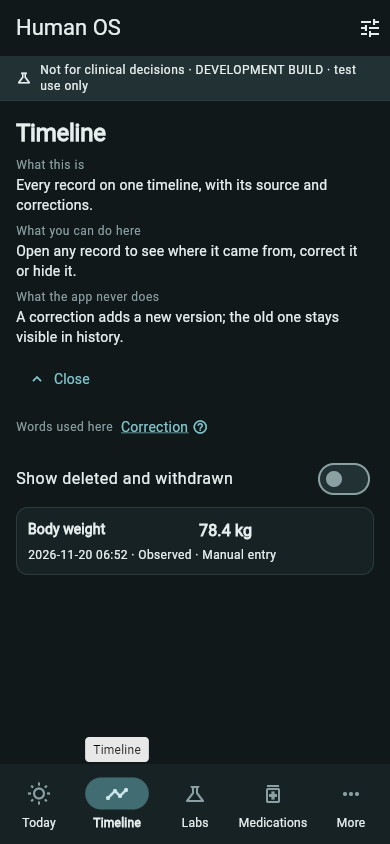 Human OS
Not for clinical decisions · DEVELOPMENT BUILD · test
use only
Timeline
What this is
Every record on one timeline, with its source and
corrections.
What you can do here
Open any record to see where it came from, correct it
or hide it.
What the app never does
A correction adds a new version; the old one stays
visible in history.
Close
Words used here Correction ?
Show deleted and withdrawn
Body weight 78.4 kg
2026-11-20 06:52 · Observed · Manual entry
Timeline
Today Timeline Labs Medications More